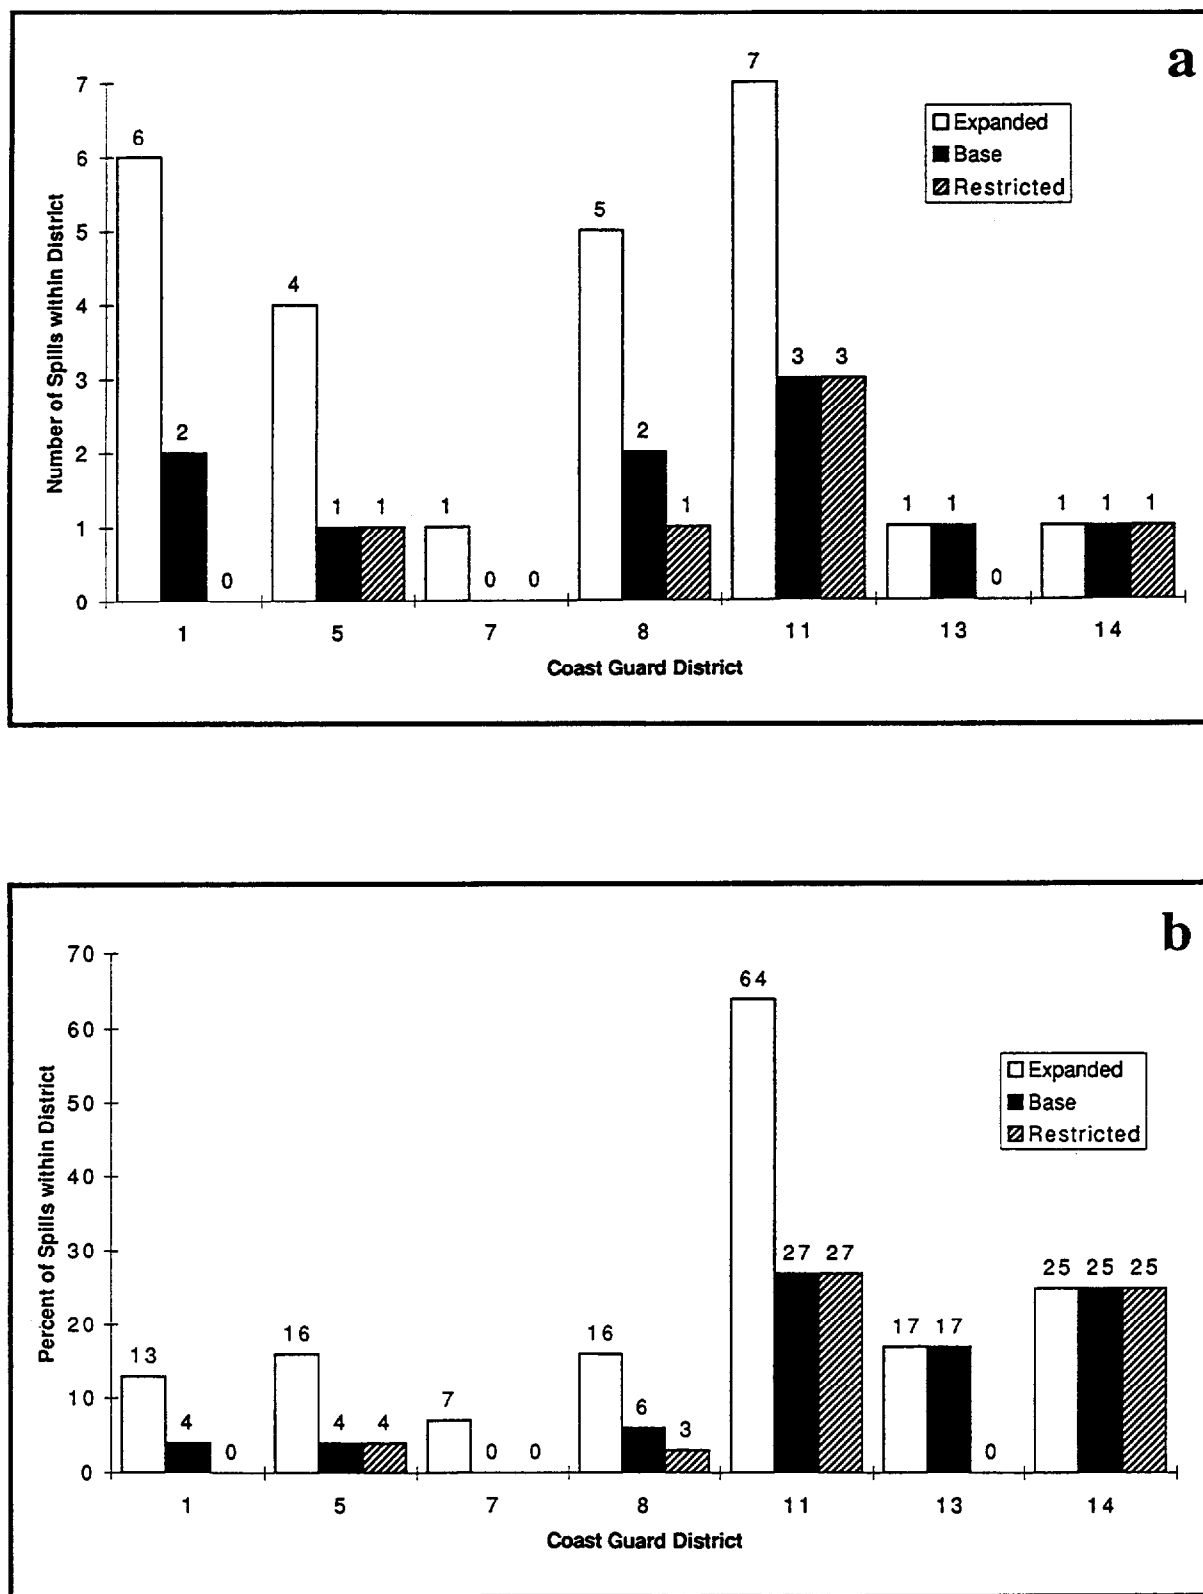 a
7
6
5
4
3
2
1
0
Number of Spills within District
6 2 0
4 1 1
1 0 0
5 2 1
7 3 3
1 1 0
1 1 1
Expanded
Base
Restricted
1 5 7 8 11 13 14
Coast Guard District
b
70
60
50
40
30
20
10
0
Percent of Spills within District
13 4 0
16 4 4
7 0 0
16 6 3
64 27 27
17 17 0
25 25 25
Expanded
Base
Restricted
1 5 7 8 11 13 14
Coast Guard District